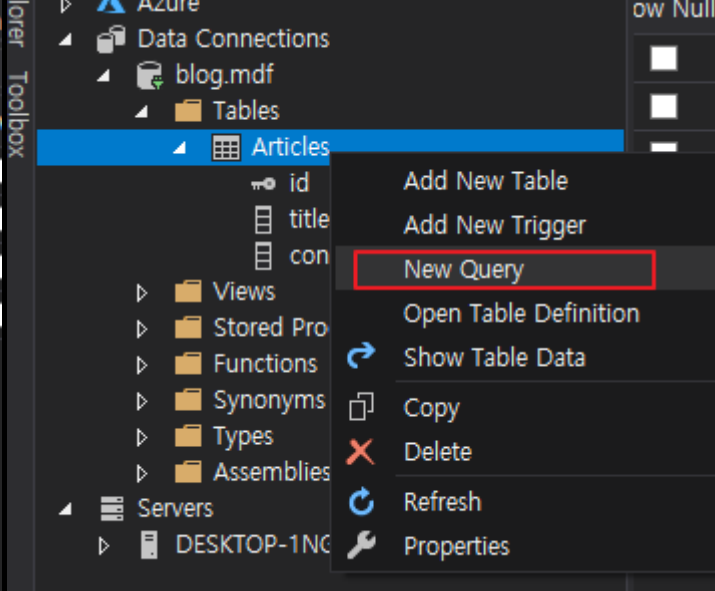 Azure
ow Null
Data Connections
blog.mdf
Tables
Articles
id
title
con
Views
Stored Pro
Functions
Synonyms
Types
Assemblies
Servers
DESKTOP-1NG
Add New Table
Add New Trigger
New Query
Open Table Definition
Show Table Data
Copy
Delete
Refresh
Properties
lorer
Toolbox